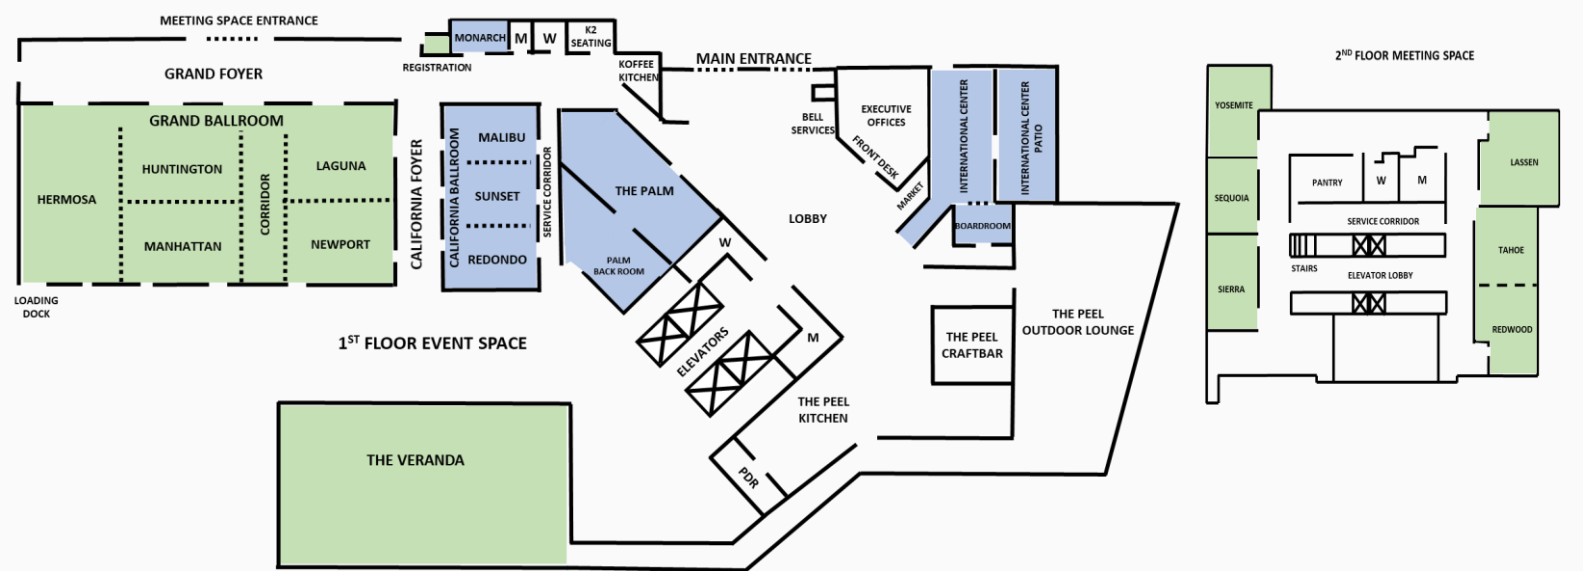 MEETING SPACE ENTRANCE
GRAND FOYER
REGISTRATION
MONARCH
M
W
K2
SEATING
KOFFEE
KITCHEN
MAIN ENTRANCE
BELL
SERVICES
EXECUTIVE
OFFICES
FRONT DESK
MARKET
INTERNATIONAL CENTER
INTERNATIONAL CENTER
PATIO
BOARDROOM
GRAND BALLROOM
HERMOSA
HUNTINGTON
MANHATTAN
CORRIDOR
LAGUNA
NEWPORT
LOADING
DOCK
CALIFORNIA FOYER
CALIFORNIA BALLROOM
MALIBU
SUNSET
REDONDO
SERVICE CORRIDOR
THE PALM
PALM
BACK ROOM
LOBBY
W
ELEVATORS
M
1ST FLOOR EVENT SPACE
THE PEEL
KITCHEN
PDR
THE PEEL
CRAFTBAR
THE PEEL
OUTDOOR LOUNGE
THE VERANDA
2ND FLOOR MEETING SPACE
YOSEMITE
SEQUOIA
SIERRA
PANTRY
W
M
SERVICE CORRIDOR
STAIRS
ELEVATOR LOBBY
LASSEN
TAHOE
REDWOOD